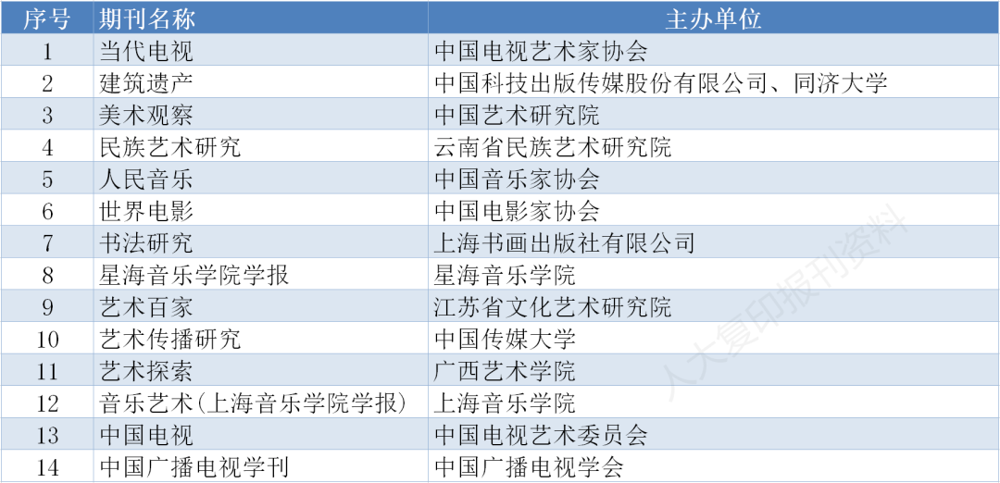 序号 期刊名称 主办单位
1 当代电视 中国电视艺术家协会
2 建筑遗产 中国科技出版传媒股份有限公司、同济大学
3 美术观察 中国艺术研究院
4 民族艺术研究 云南省民族艺术研究院
5 人民音乐 中国音乐家协会
6 世界电影 中国电影家协会
7 书法研究 上海书画出版社有限公司
8 星海音乐学院学报 星海音乐学院
9 艺术百家 江苏省文化艺术研究院
10 艺术传播研究 中国传媒大学
11 艺术探索 广西艺术学院
12 音乐艺术(上海音乐学院学报) 上海音乐学院
13 中国电视 中国电视艺术委员会
14 中国广播电视学刊 中国广播电视学会
人大复印报刊资料